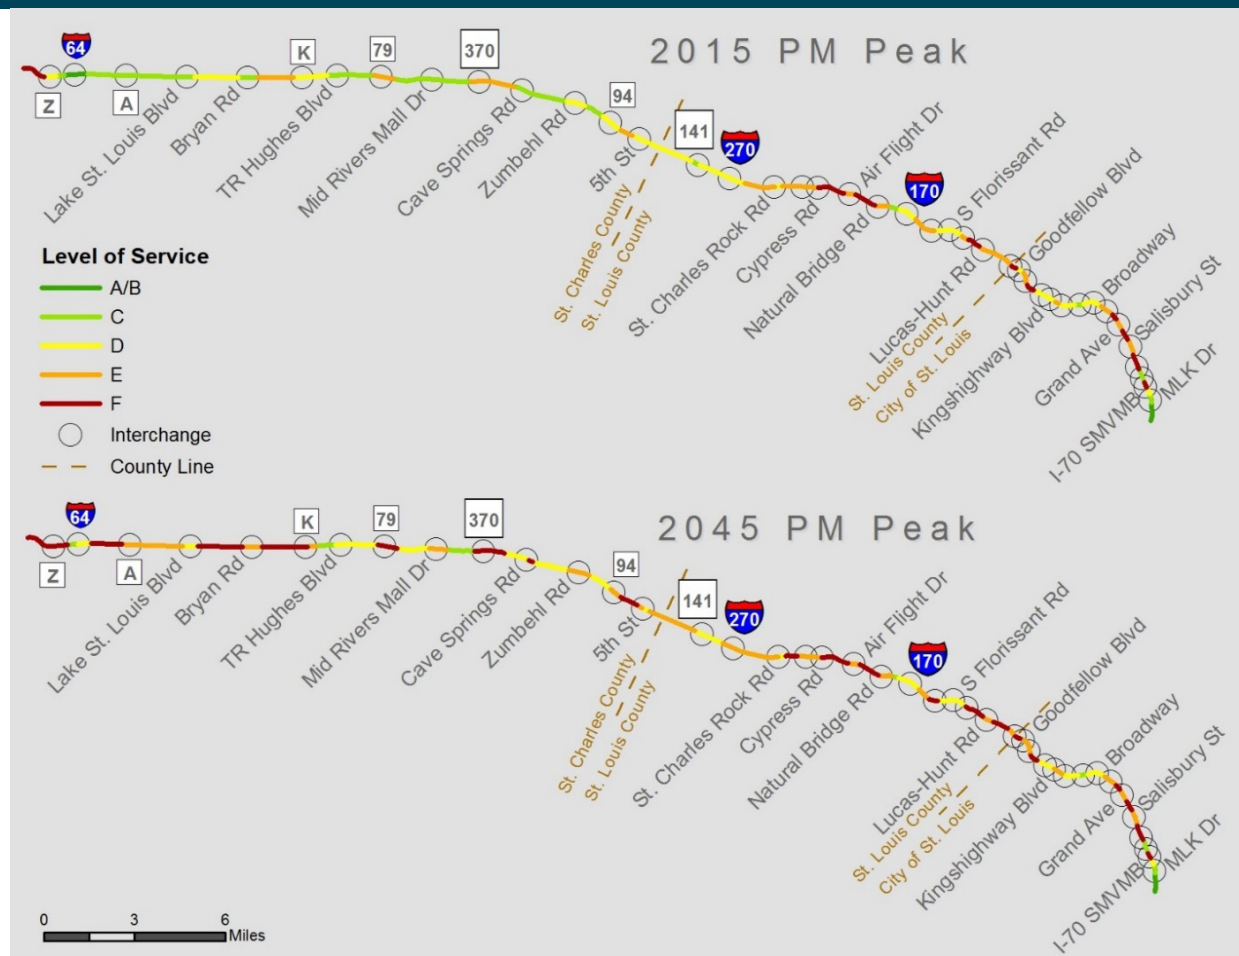 2015 PM Peak
64
K
79
370
94
141
270
170
Z
A
Lake St. Louis Blvd
Bryan Rd
TR Hughes Blvd
Mid Rivers Mall Dr
Cave Springs Rd
Zumbehl Rd
5th St
St. Charles County
St. Louis County
St. Charles Rock Rd
Cypress Rd
Natural Bridge Rd
Air Flight Dr
S Florissant Rd
Lucas-Hunt Rd
Goodfellow Blvd
St. Louis County
City of St. Louis
Kingshighway Blvd
Broadway
Grand Ave
Salisbury St
I-70 SMVMB
MLK Dr
Level of Service
A/B
C
D
E
F
Interchange
County Line
2045 PM Peak
64
K
79
370
94
141
270
170
Z
A
Lake St. Louis Blvd
Bryan Rd
TR Hughes Blvd
Mid Rivers Mall Dr
Cave Springs Rd
Zumbehl Rd
5th St
St. Charles County
St. Louis County
St. Charles Rock Rd
Cypress Rd
Natural Bridge Rd
Air Flight Dr
S Florissant Rd
Lucas-Hunt Rd
Goodfellow Blvd
St. Louis County
City of St. Louis
Kingshighway Blvd
Broadway
Grand Ave
Salisbury St
I-70 SMVMB
MLK Dr
0 3 6
Miles